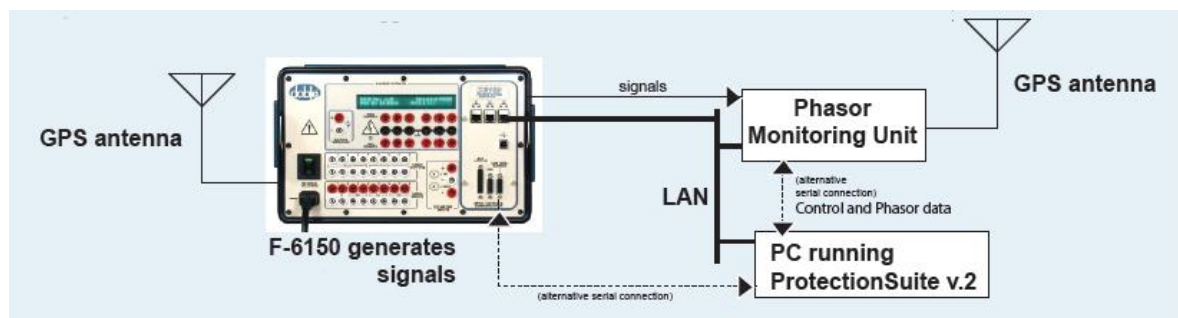 GPS antenna
signals
Phasor
Monitoring Unit
GPS antenna
LAN
(alternative
serial connection)
Control and Phasor data
F-6150 generates
signals
PC running
ProtectionSuite v.2
(alternative serial connection)